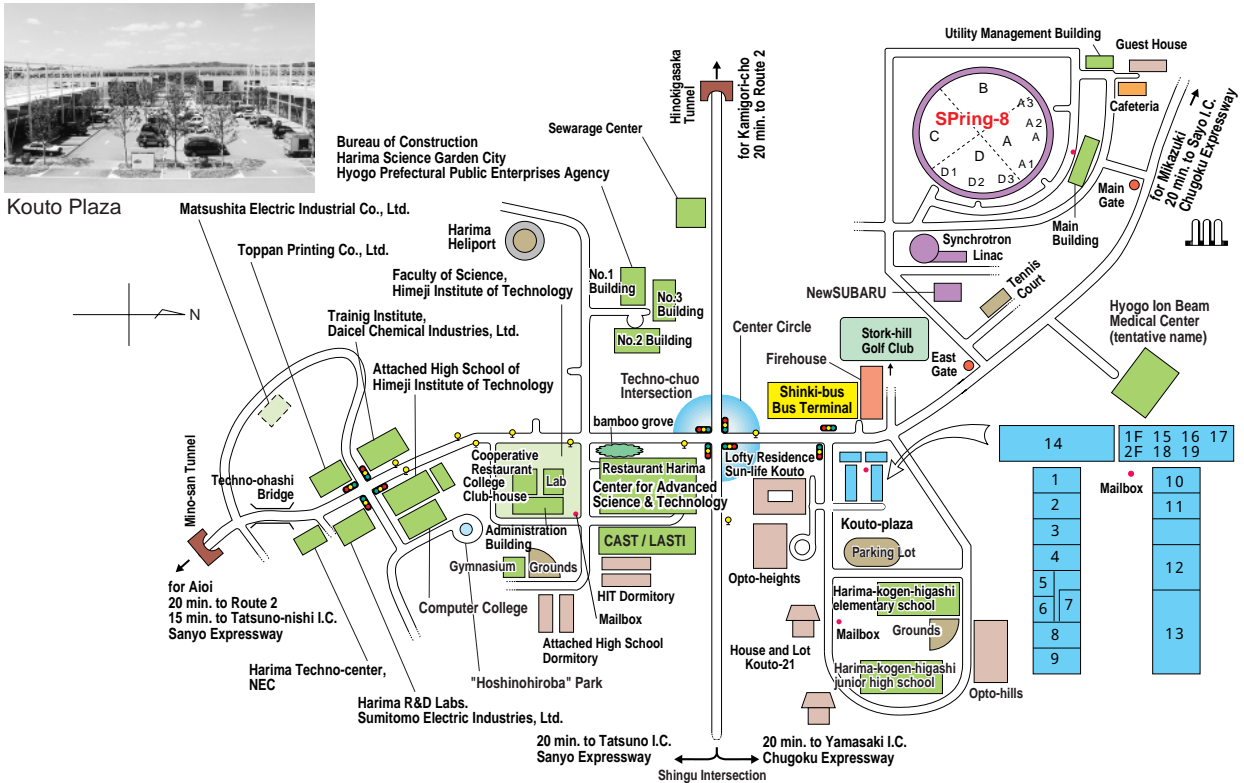 Kouto Plaza
Bureau of Construction
Harima Science Garden City
Hyogo Prefectural Public Enterprises Agency
Sewarage Center
Hinokigasaka
Tunnel
for Kamigori-cho
20 min. to Route 2
Utility Management Building
Guest House
Cafeteria
SPring-8
B
C
A
D
A3
A2
A
A1
D1
D2
D3
Main
Gate
Main
Building
for Mikazuki
20 min. to Sayo I.C.
Chugoku Expressway
Matsushita Electric Industrial Co., Ltd.
Toppan Printing Co., Ltd.
Harima
Heliport
Faculty of Science,
Himeji Institute of Technology
No.1
Building
No.3
Building
No.2 Building
Synchrotron
Linac
NewSUBARU
Tennis
Court
N
Trainig Institute,
Daicel Chemical Industries, Ltd.
Attached High School of
Himeji Institute of Technology
Center Circle
Stork-hill
Golf Club
Firehouse
East
Gate
Hyogo Ion Beam
Medical Center
(tentative name)
Techno-chuo
Intersection
Shinki-bus
Bus Terminal
bamboo grove
Mino-san Tunnel
Techno-ohashi
Bridge
Cooperative
Restaurant
College
Club-house
Lab
Restaurant Harima
Center for Advanced
Science & Technology
Lofty Residence
Sun-life Kouto
14
1F 15 16 17
2F 18 19
Mailbox
1
2
3
4
5
6
7
8
9
10
11
12
13
Administration
Building
Gymnasium
Grounds
CAST / LASTI
HIT Dormitory
Mailbox
Attached High School
Dormitory
Opto-heights
Kouto-plaza
Parking Lot
Harima-kogen-higashi
elementary school
Mailbox
Grounds
Harima-kogen-higashi
junior high school
Opto-hills
House and Lot
Kouto-21
for Aioi
20 min. to Route 2
15 min. to Tatsuno-nishi I.C.
Sanyo Expressway
Computer College
Harima Techno-center,
NEC
"Hoshinohiroba" Park
Harima R&D Labs.
Sumitomo Electric Industries, Ltd.
20 min. to Tatsuno I.C.
Sanyo Expressway
20 min. to Yamasaki I.C.
Chugoku Expressway
Shingu Intersection